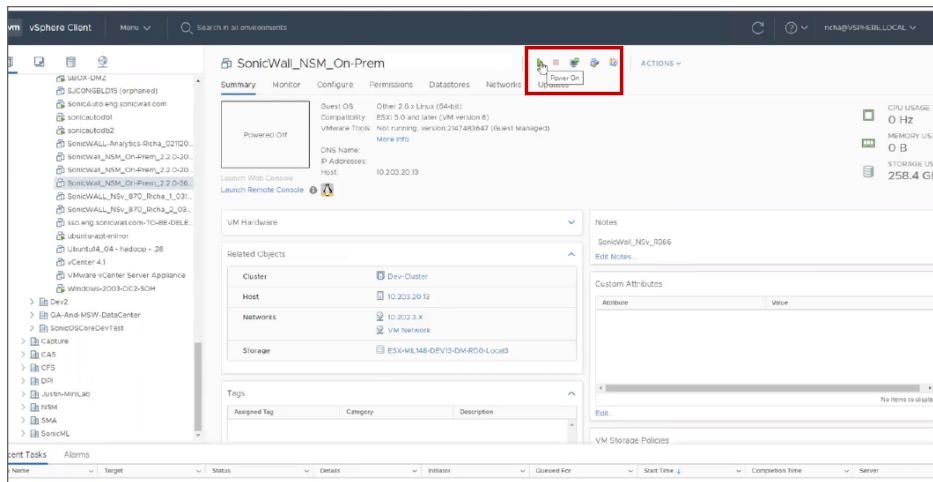 vm vSphere Client Menu Search in all environments richa@VSPHERE.LOCAL
SonicWall_NSM_On-Prem ACTIONS
Power On
Summary Monitor Configure Permissions Datastores Networks Updates
SBOX-DMZ
SJCONGBLD15 (orphaned)
SonicAuto.eng.sonicwall.com
sonicautodb1
sonicautodb2
SonicWALL-Analytics-Richa_021120...
SonicWall_NSM_On-Prem_2.2.0-20...
SonicWall_NSM_On-Prem_2.2.0-20...
SonicWall_NSM_On-Prem_2.2.0-26...
SonicWALL_NSv_870_Richa_1_031...
SonicWALL_NSv_870_Richa_2_03...
sso.eng.sonicwall.com-TO-BE-DELE...
ubuntu-apt-mirror
Ubuntu14_04 - hadoop - .26
vCenter 4.1
VMware vCenter Server Appliance
Windows-2003-DC2-SOH
Dev2
QA-And-MSW-DataCenter
SonicOSCoreDevTest
Capture
CAS
CFS
DPI
Justin-MiniLab
NSM
SMA
SonicML
Powered Off
Launch Web Console
Launch Remote Console
Guest OS: Other 2.6.x Linux (64-bit)
Compatibility: ESXi 5.0 and later (VM version 8)
VMware Tools: Not running, version:2147483647 (Guest Managed)
More info
DNS Name:
IP Addresses:
Host: 10.203.20.13
CPU USAGE
0 Hz
MEMORY USA
0 B
STORAGE US
258.4 G
VM Hardware
Related Objects
Cluster Dev-Cluster
Host 10.203.20.13
Networks 10.202.3.X
VM Network
Storage ESX-MIL148-DEV13-DM-RD0-Local3
Tags
Assigned Tag Category Description
Notes
SonicWall_NSv_R366
Edit Notes...
Custom Attributes
Attribute Value
No items to displa
Edit...
VM Storage Policies
cent Tasks Alarms
Name Target Status Details Initiator Queued For Start Time Completion Time Server